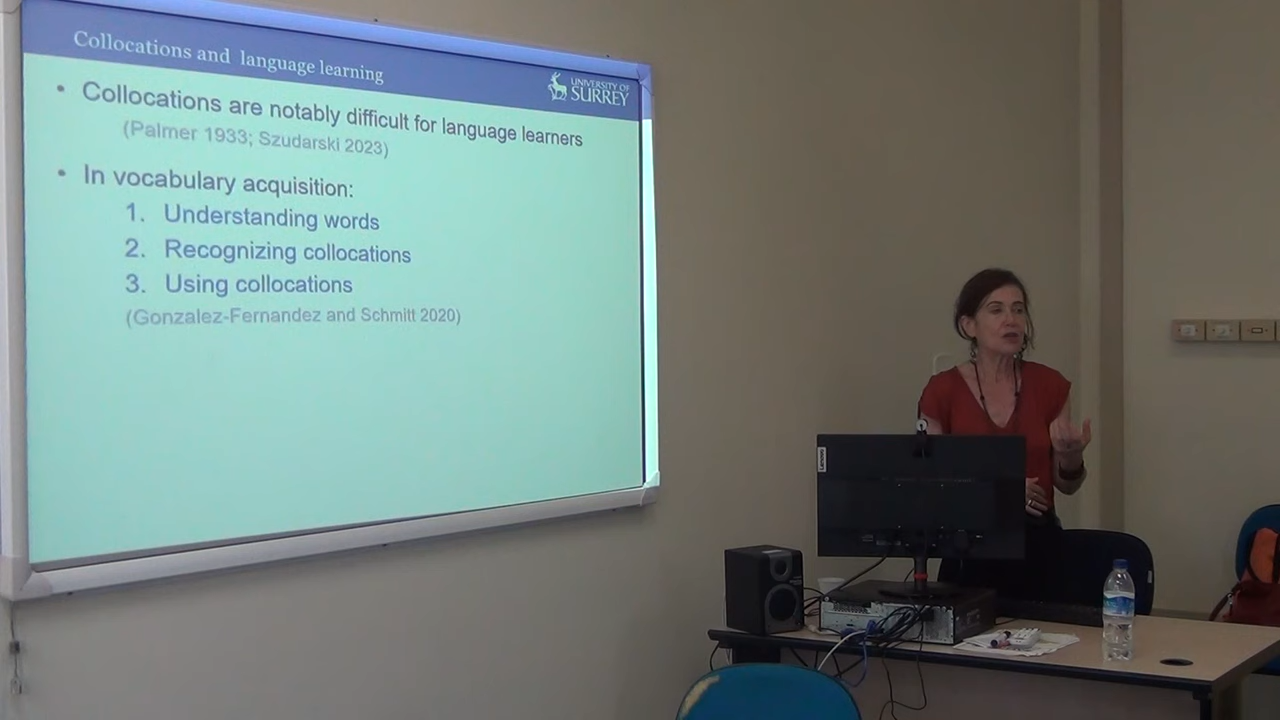 Collocations and language learning
UNIVERSITY OF
SURREY
• Collocations are notably difficult for language learners
(Palmer 1933; Szudarski 2023)
• In vocabulary acquisition:
1. Understanding words
2. Recognizing collocations
3. Using collocations
(Gonzalez-Fernandez and Schmitt 2020)
Lenovo